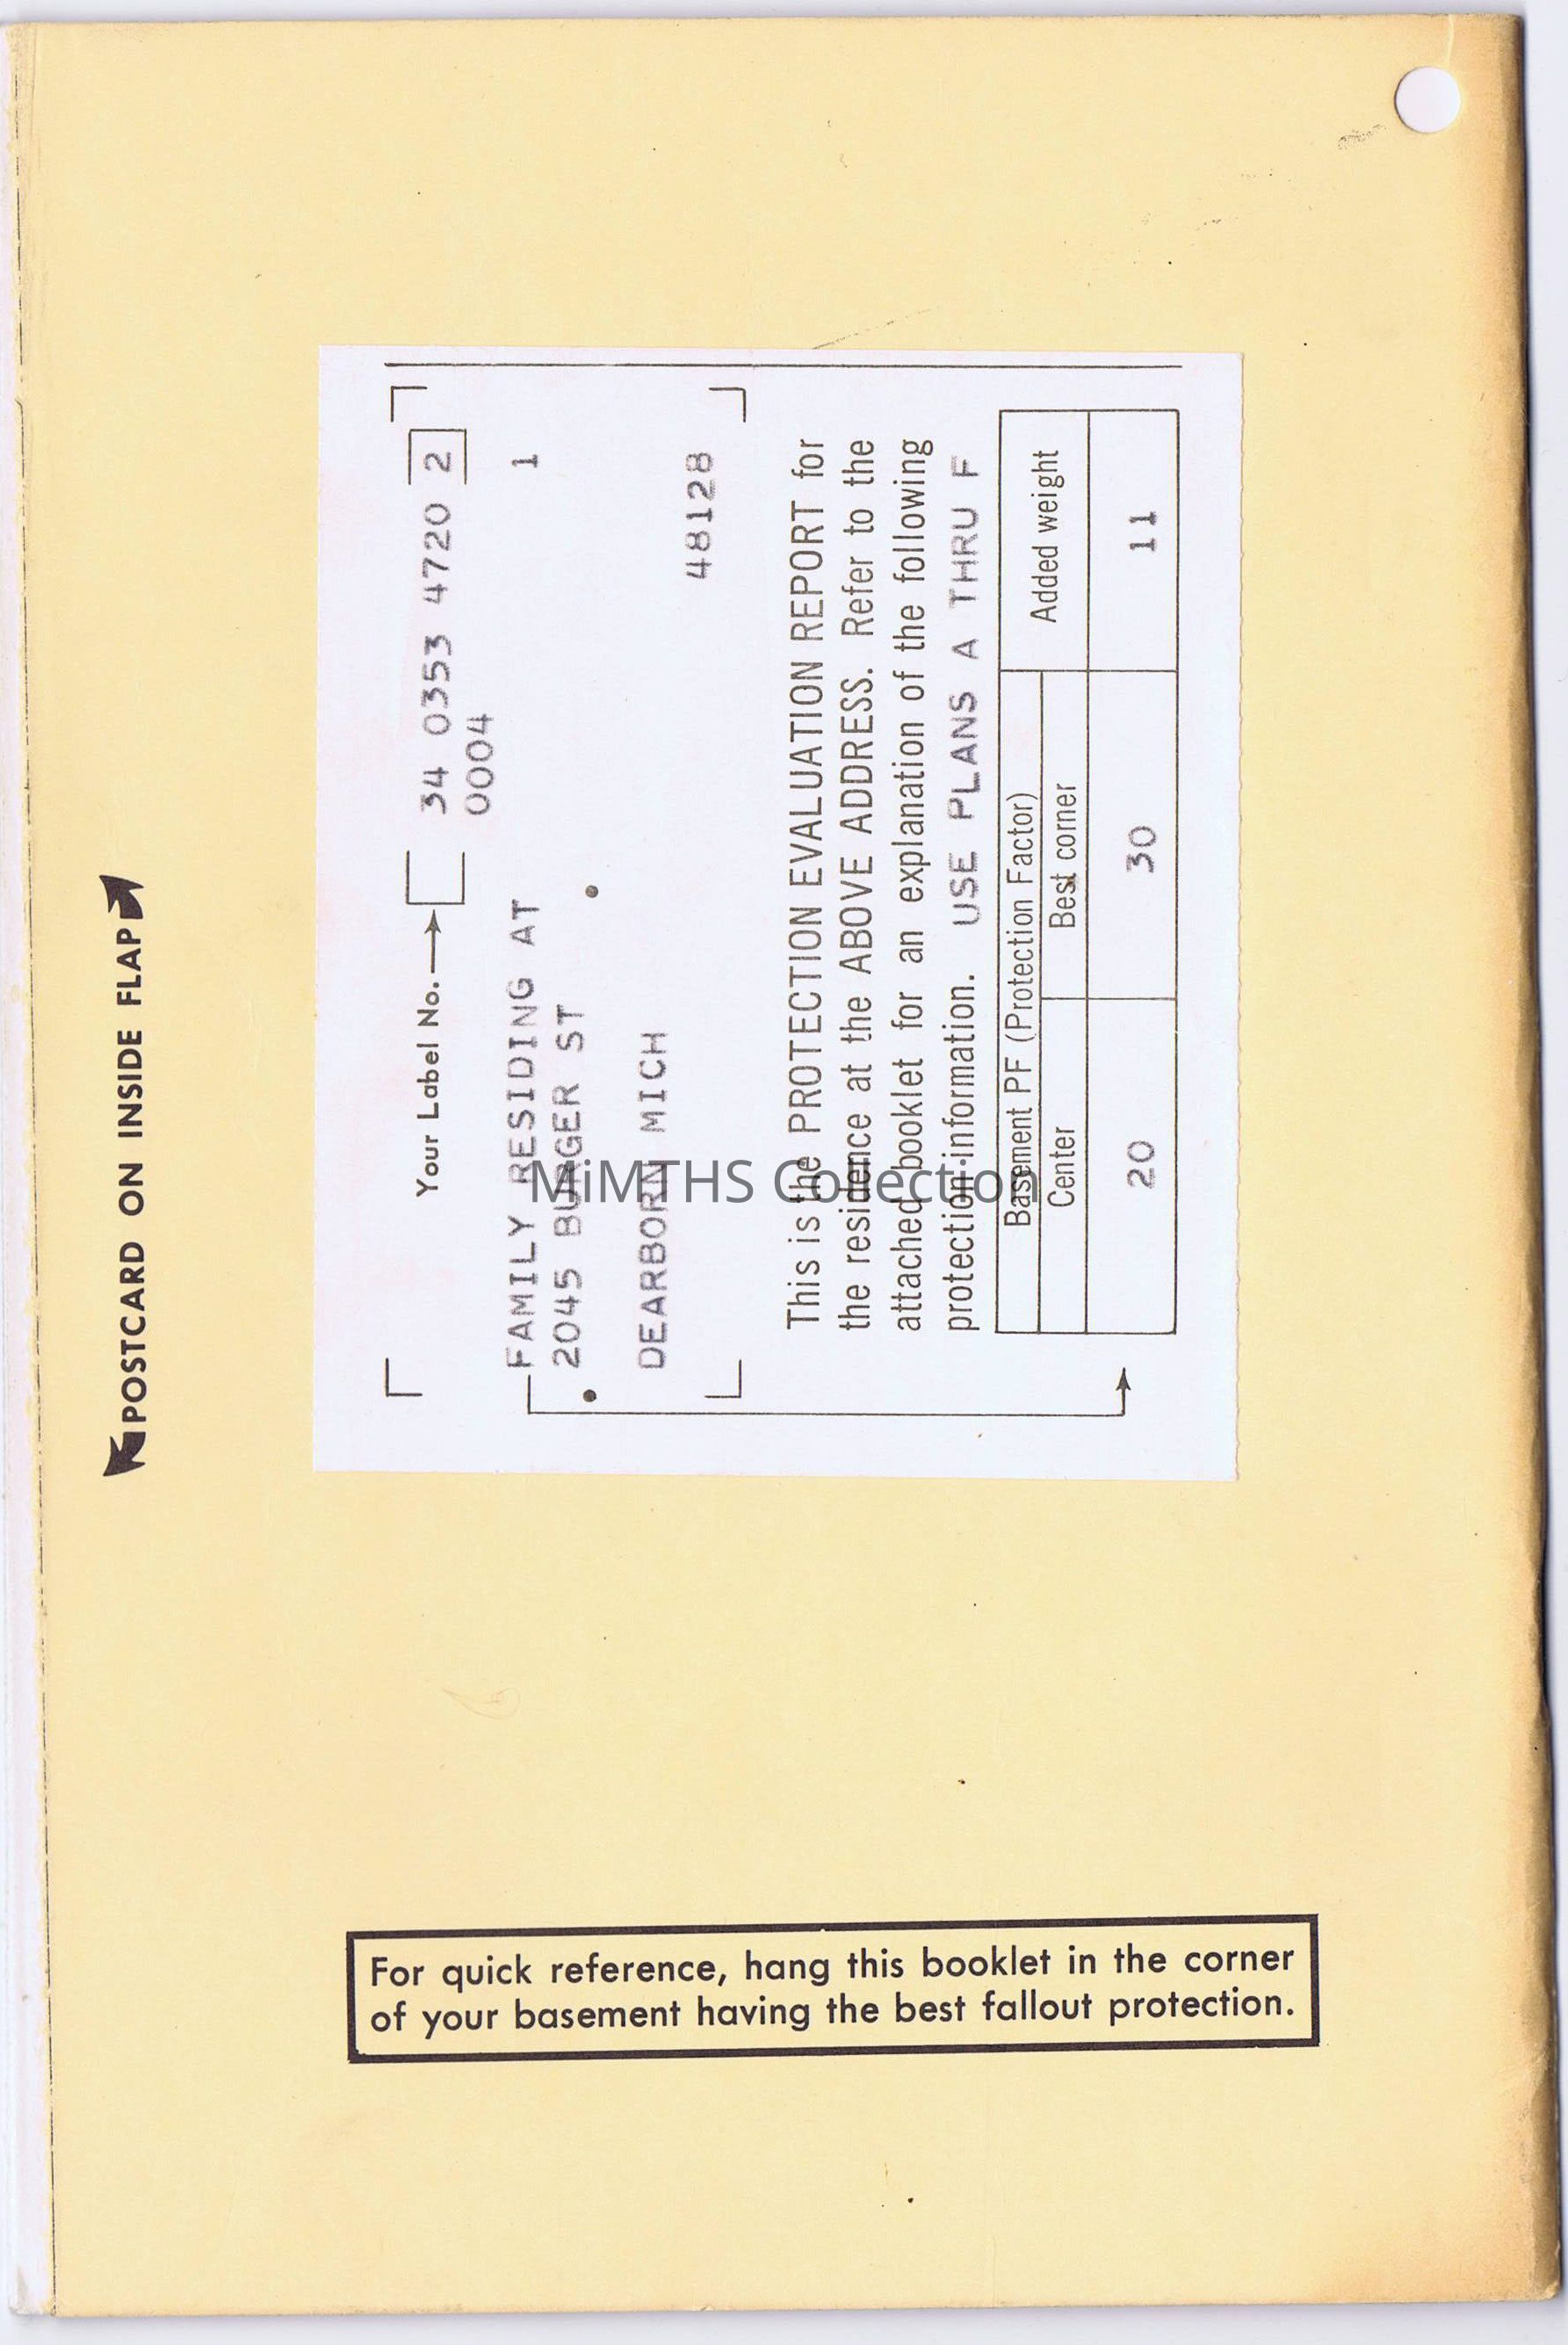 POSTCARD ON INSIDE FLAP
Your Label No. 34 0353 4720 2
0004
FAMILY RESIDING AT 1
2045 BURGER ST
DEARBORN MICH
48128
This is the PROTECTION EVALUATION REPORT for
the residence at the ABOVE ADDRESS. Refer to the
attached booklet for an explanation of the following
protection information. USE PLANS A THRU F
Basement PF (Protection Factor)
Added weight
Center
Best corner
20
30
11
MiMTHS Collection
For quick reference, hang this booklet in the corner
of your basement having the best fallout protection.